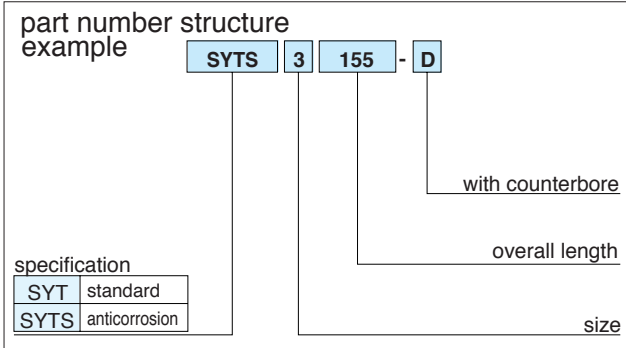 part number structure
example
SYTS 3 155 - D
with counterbore
overall length
specification
SYT standard
SYTS anticorrosion
size